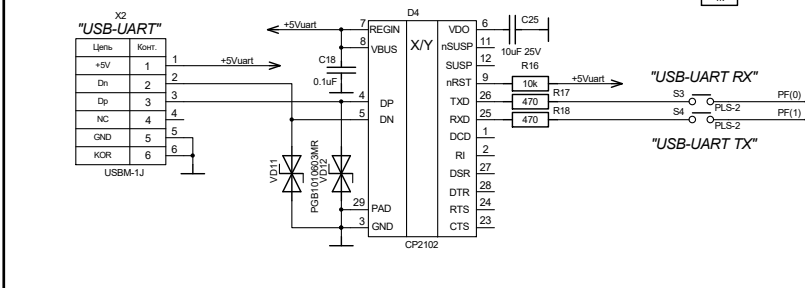 ...
X2
"USB-UART"
Цепь Конт.
+5V 1 1
Dn 2 2
Dp 3 3
NC 4 4
GND 5 5
KOR 6 6
USBM-1J
+5Vuart
+5Vuart
C18
0.1uF
VD11
PGB1010603MR
VD12
D4
X/Y
7 REGIN
8 VBUS
4 DP
5 DN
29 PAD
3 GND
VDO 6
nSUSP 11
SUSP 12
nRST 9
TXD 26
RXD 25
DCD 1
RI 2
DSR 27
DTR 28
RTS 24
CTS 23
CP2102
C25
10uF 25V
R16
10k
+5Vuart
R17
470
R18
470
"USB-UART RX"
S3
PLS-2
PF(0)
S4
PLS-2
PF(1)
"USB-UART TX"